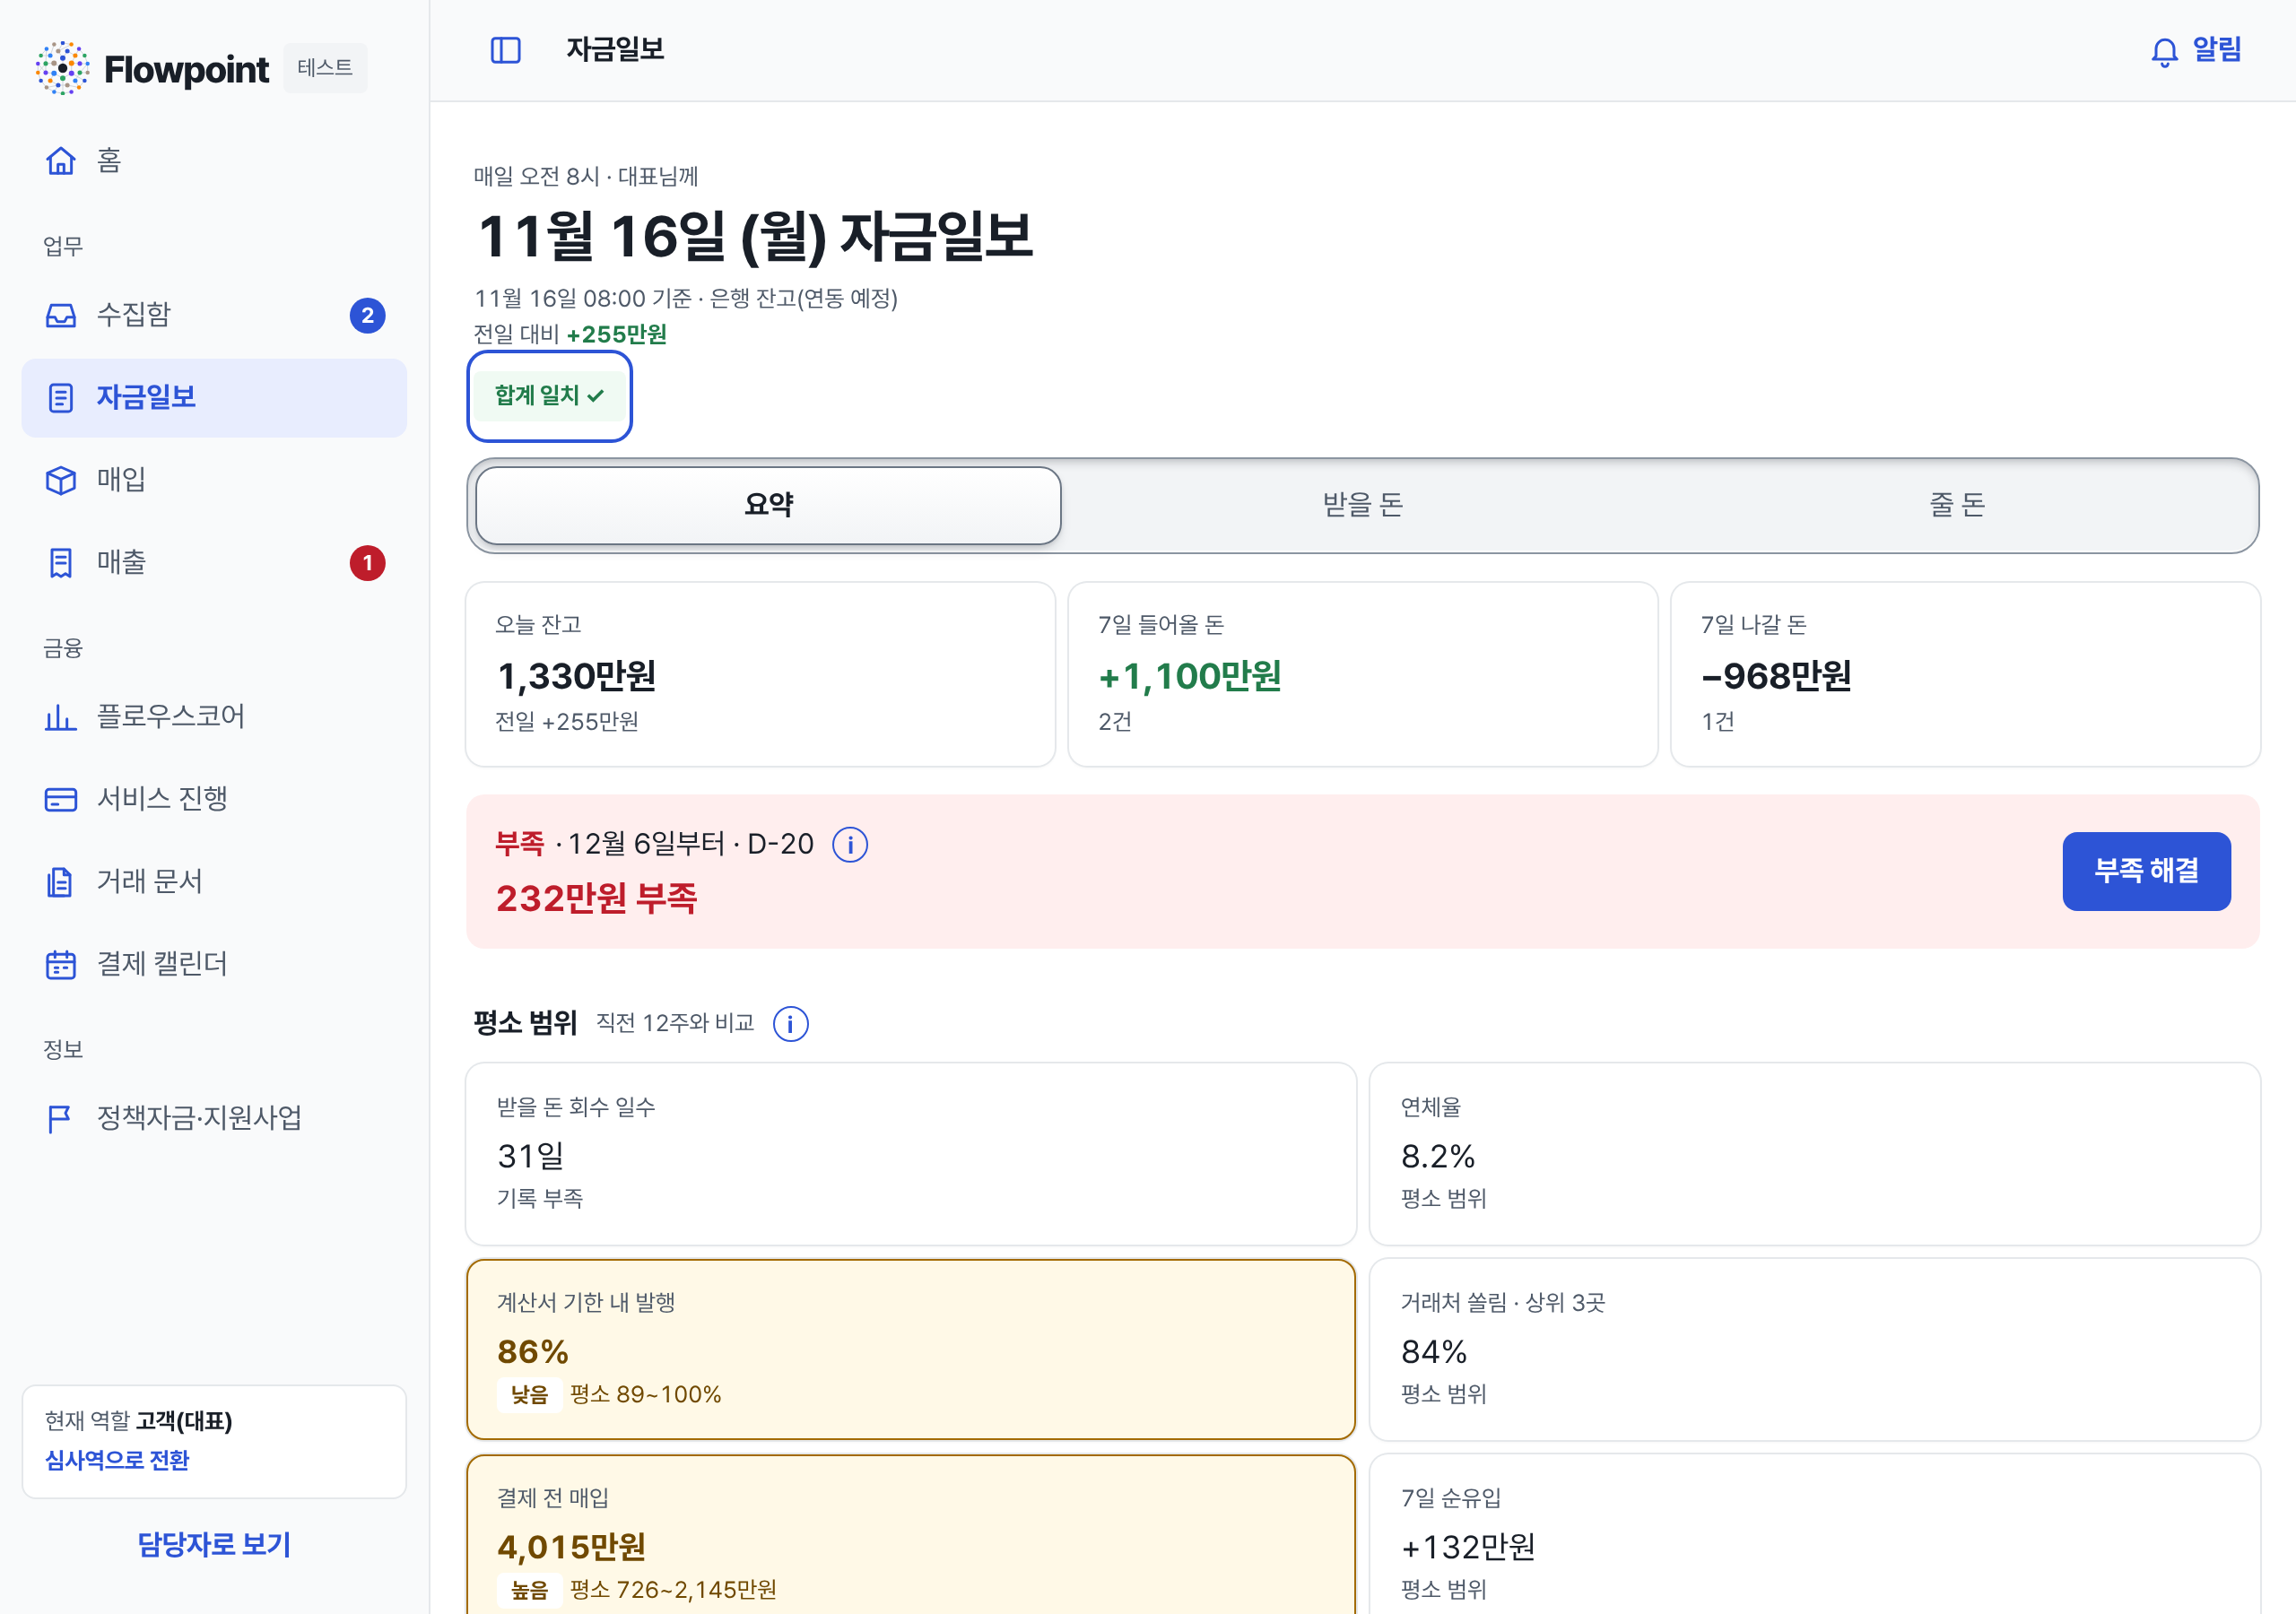 Flowpoint 테스트
홈
업무
수집함 2
자금일보
매입
매출 1
금융
플로우스코어
서비스 진행
거래 문서
결제 캘린더
정보
정책자금·지원사업
현재 역할 고객(대표)
심사역으로 전환
담당자로 보기
자금일보
알림
매일 오전 8시 · 대표님께
11월 16일 (월) 자금일보
11월 16일 08:00 기준 · 은행 잔고(연동 예정)
전일 대비 +255만원
합계 일치 ✓
요약
받을 돈
줄 돈
오늘 잔고
1,330만원
전일 +255만원
7일 들어올 돈
+1,100만원
2건
7일 나갈 돈
−968만원
1건
부족 · 12월 6일부터 · D-20 i
232만원 부족
부족 해결
평소 범위 직전 12주와 비교 i
받을 돈 회수 일수
31일
기록 부족
연체율
8.2%
평소 범위
계산서 기한 내 발행
86%
낮음 평소 89~100%
거래처 쏠림 · 상위 3곳
84%
평소 범위
결제 전 매입
4,015만원
높음 평소 726~2,145만원
7일 순유입
+132만원
평소 범위